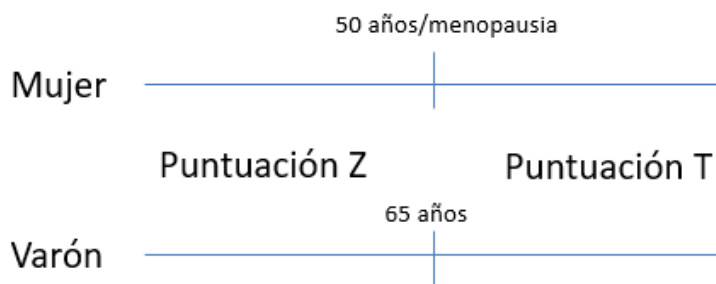 50 años/menopausia
Mujer
Puntuación Z Puntuación T
65 años
Varón